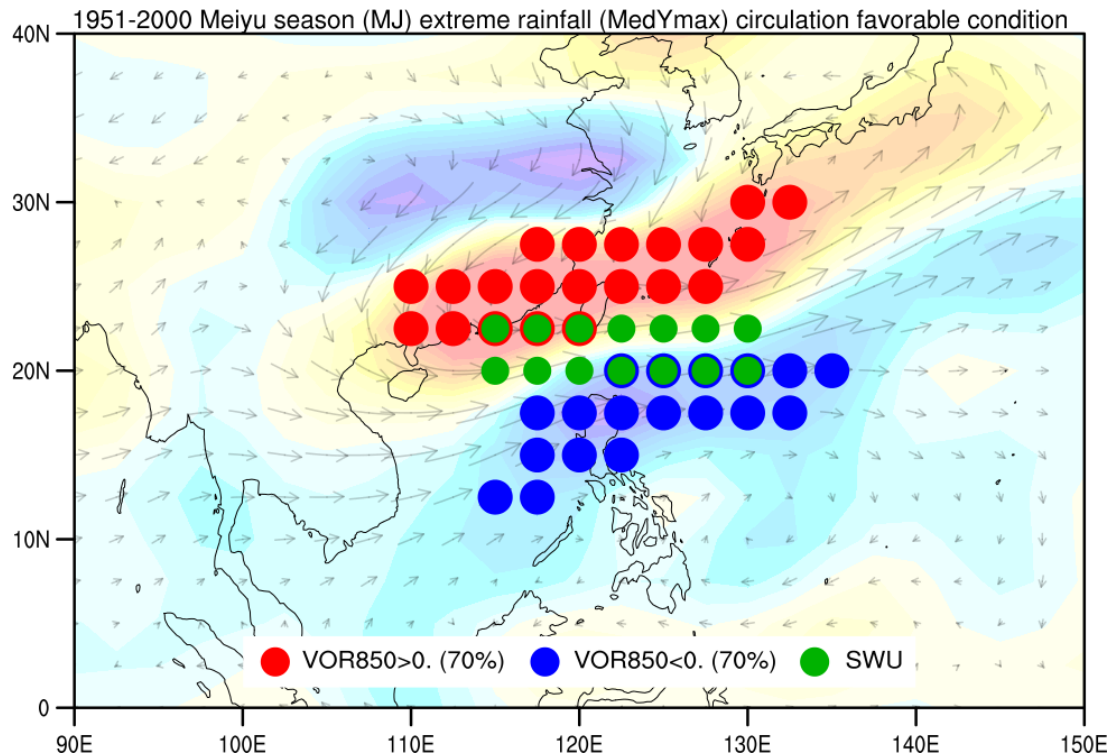 1951-2000 Meiyu season (MJ) extreme rainfall (MedYmax) circulation favorable condition
40N
30N
20N
10N
0
VOR850>0. (70%) VOR850<0. (70%) SWU
90E 100E 110E 120E 130E 140E 150E